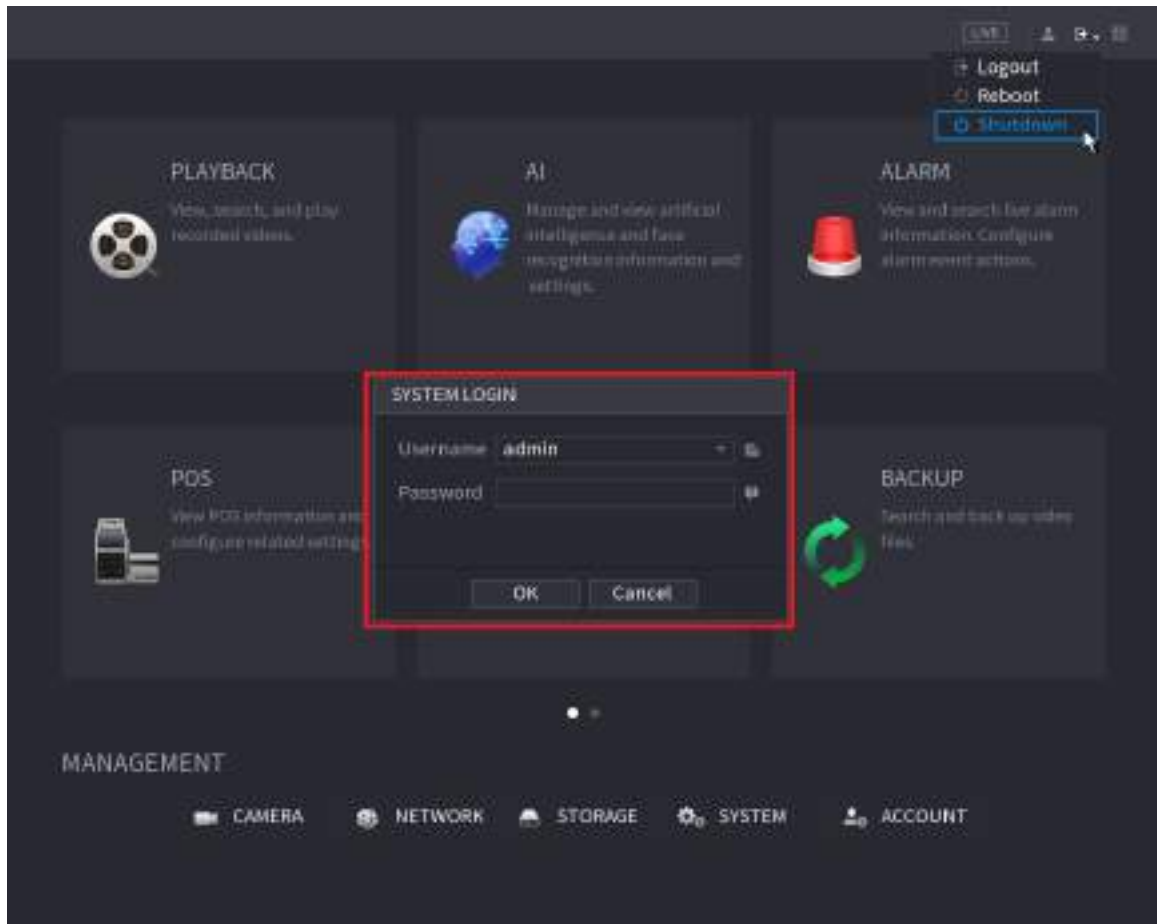 LIVE
Logout
Reboot
Shutdown
PLAYBACK
View, search, and play
recorded videos.
AI
Manage and view artificial
intelligence and face
recognition information and
settings.
ALARM
View and search live alarm
information. Configure
alarm event actions.
SYSTEM LOGIN
Username admin
Password
OK Cancel
POS
View POS information and
configure related settings
BACKUP
Search and back up video
files.
MANAGEMENT
CAMERA NETWORK STORAGE SYSTEM ACCOUNT